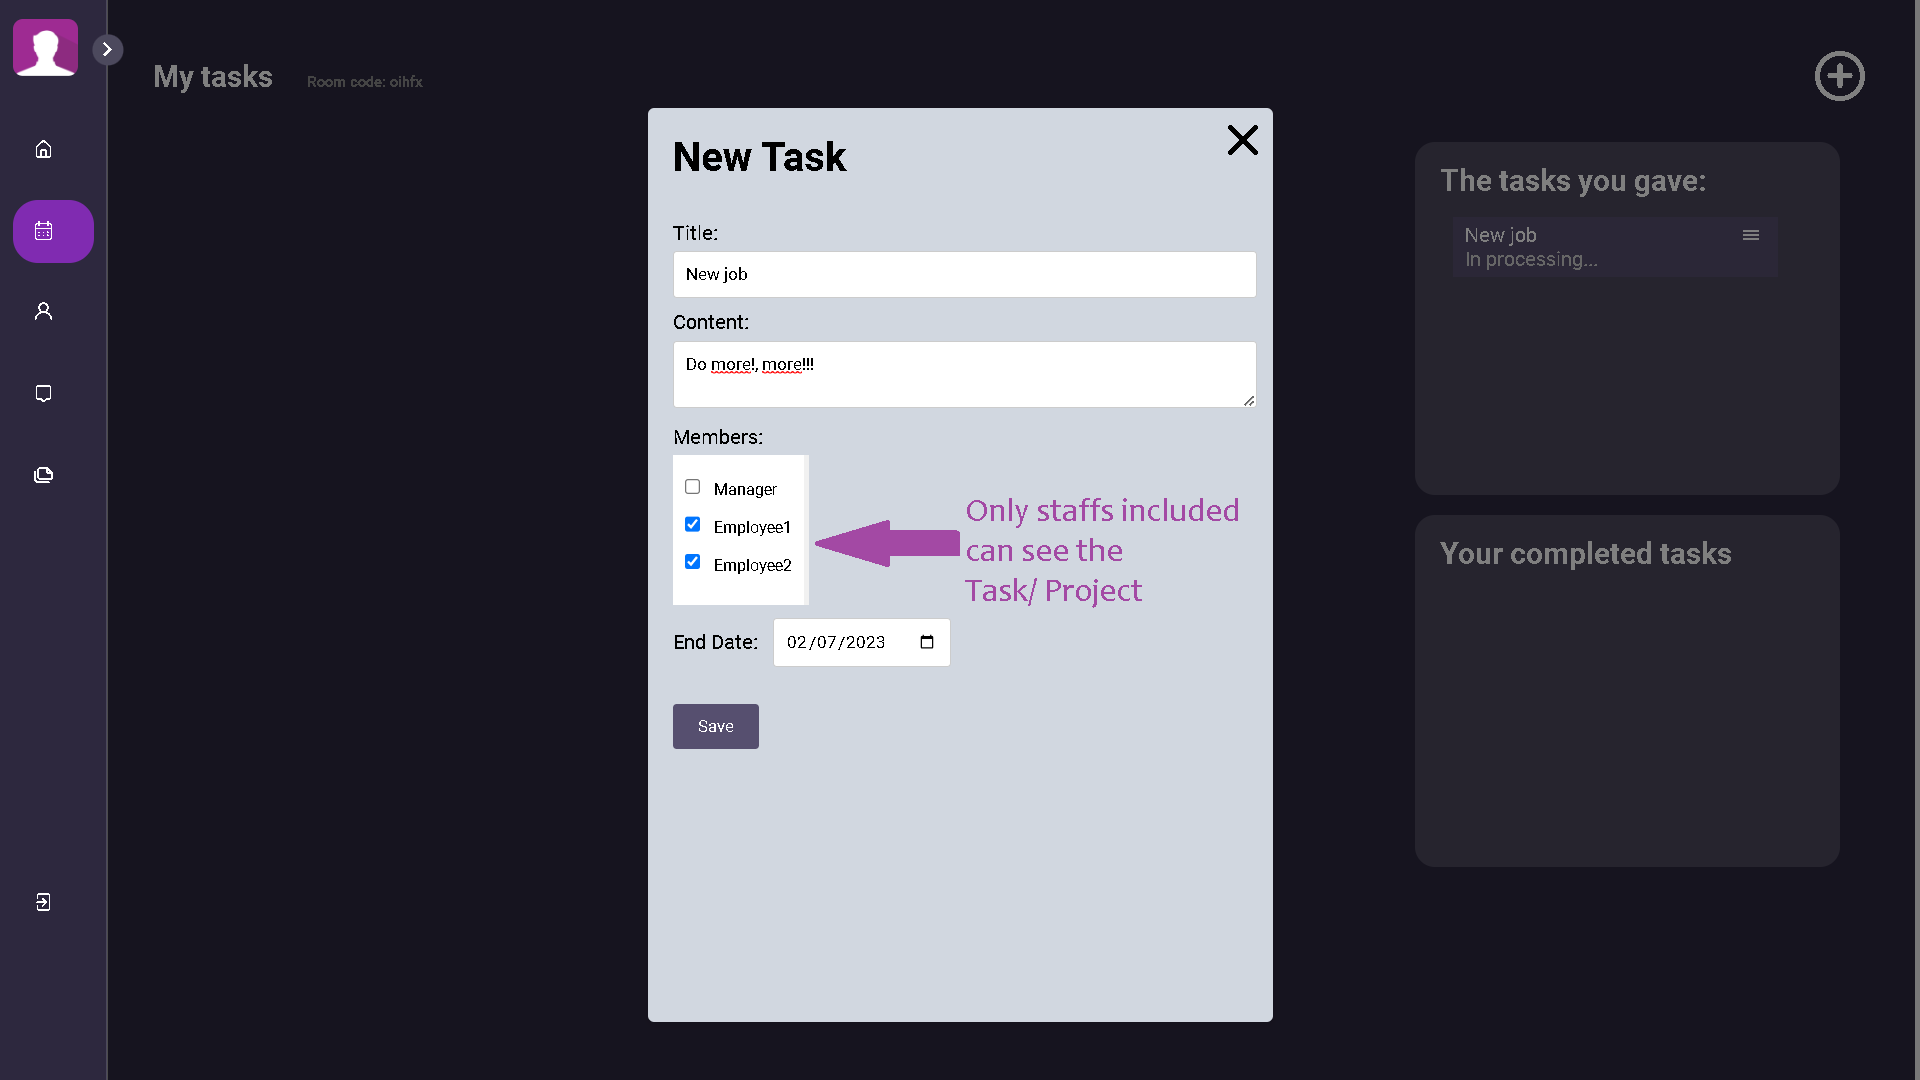 My tasks
Room code: oihfx
New Task
Title:
New job
Content:
Do more!, more!!!
Members:
Manager
Employee1
Employee2
Only staffs included
can see the
Task/ Project
End Date:
02/07/2023
Save
The tasks you gave:
New job
In processing...
Your completed tasks